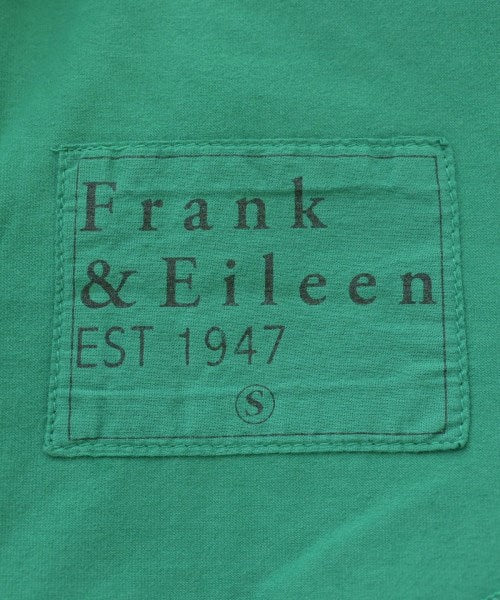 Frank
& Eileen
EST 1947
S